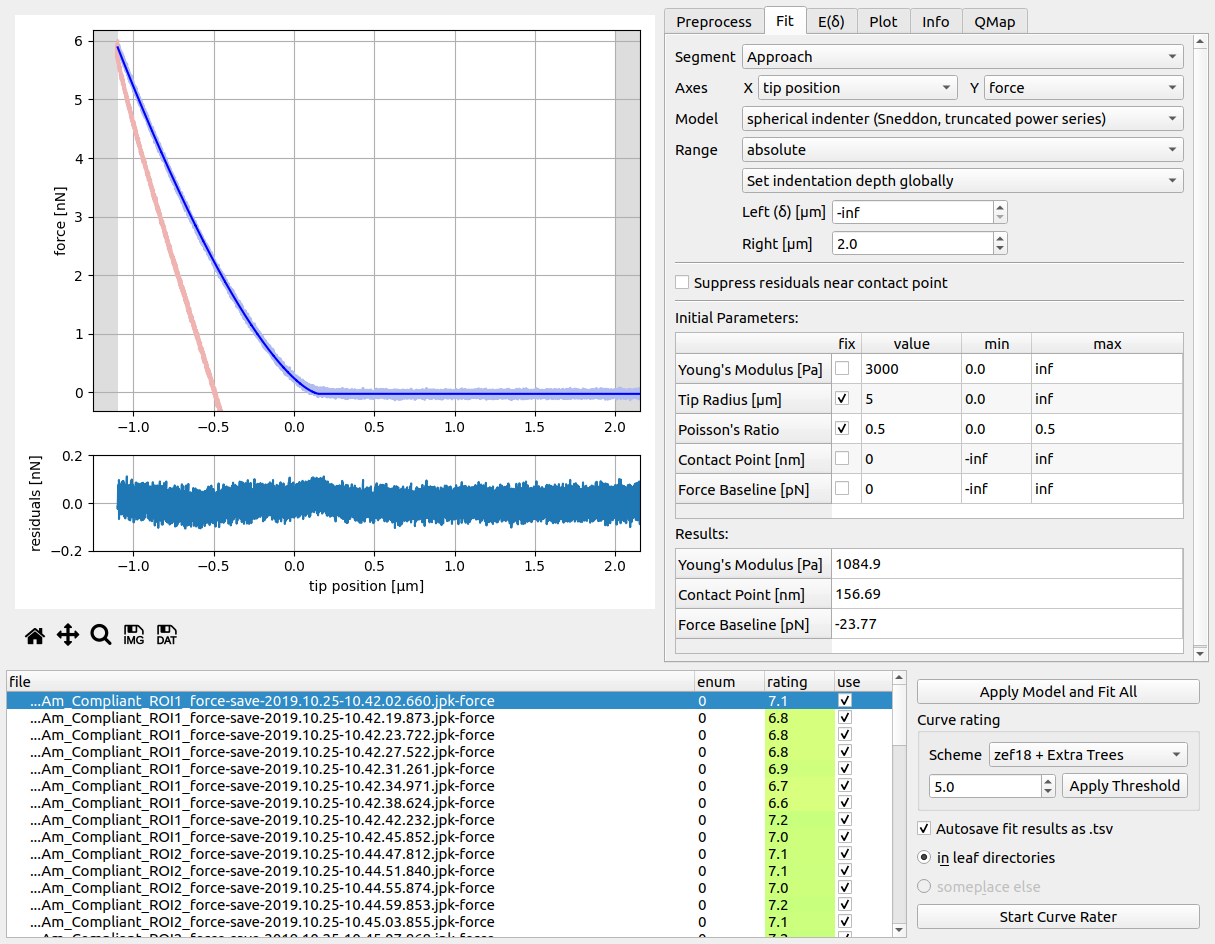 6
5
4
3
2
1
0
force [nN]
−1.0 −0.5 0.0 0.5 1.0 1.5 2.0
0.2
0.0
−0.2
residuals [nN]
−1.0 −0.5 0.0 0.5 1.0 1.5 2.0
tip position [µm]
IMG DAT
Preprocess Fit E(δ) Plot Info QMap
Segment Approach
Axes X tip position Y force
Model spherical indenter (Sneddon, truncated power series)
Range absolute
Set indentation depth globally
Left (δ) [µm] -inf
Right [µm] 2.0
Suppress residuals near contact point
Initial Parameters:
fix value min max
Young's Modulus [Pa] 3000 0.0 inf
Tip Radius [µm] 5 0.0 inf
Poisson's Ratio 0.5 0.0 0.5
Contact Point [nm] 0 -inf inf
Force Baseline [pN] 0 -inf inf
Results:
Young's Modulus [Pa] 1084.9
Contact Point [nm] 156.69
Force Baseline [pN] -23.77
file enum rating use
...Am_Compliant_ROI1_force-save-2019.10.25-10.42.02.660.jpk-force 0 7.1
...Am_Compliant_ROI1_force-save-2019.10.25-10.42.19.873.jpk-force 0 6.8
...Am_Compliant_ROI1_force-save-2019.10.25-10.42.23.722.jpk-force 0 6.8
...Am_Compliant_ROI1_force-save-2019.10.25-10.42.27.522.jpk-force 0 6.8
...Am_Compliant_ROI1_force-save-2019.10.25-10.42.31.261.jpk-force 0 6.9
...Am_Compliant_ROI1_force-save-2019.10.25-10.42.34.971.jpk-force 0 6.7
...Am_Compliant_ROI1_force-save-2019.10.25-10.42.38.624.jpk-force 0 6.6
...Am_Compliant_ROI1_force-save-2019.10.25-10.42.42.232.jpk-force 0 7.2
...Am_Compliant_ROI1_force-save-2019.10.25-10.42.45.852.jpk-force 0 7.0
...Am_Compliant_ROI2_force-save-2019.10.25-10.44.47.812.jpk-force 0 7.1
...Am_Compliant_ROI2_force-save-2019.10.25-10.44.51.840.jpk-force 0 7.1
...Am_Compliant_ROI2_force-save-2019.10.25-10.44.55.874.jpk-force 0 7.0
...Am_Compliant_ROI2_force-save-2019.10.25-10.44.59.853.jpk-force 0 7.2
...Am_Compliant_ROI2_force-save-2019.10.25-10.45.03.855.jpk-force 0 7.1
Apply Model and Fit All
Curve rating
Scheme zef18 + Extra Trees
5.0 Apply Threshold
Autosave fit results as .tsv
in leaf directories
someplace else
Start Curve Rater